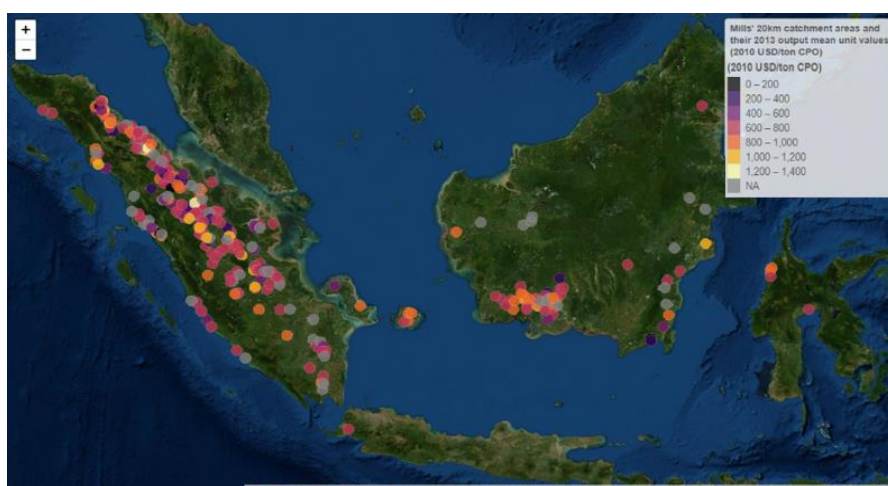 +
−
Mills' 20km catchment areas and
their 2013 output mean unit values
(2010 USD/ton CPO)
(2010 USD/ton CPO)
0 – 200
200 – 400
400 – 600
600 – 800
800 – 1,000
1,000 – 1,200
1,200 – 1,400
NA